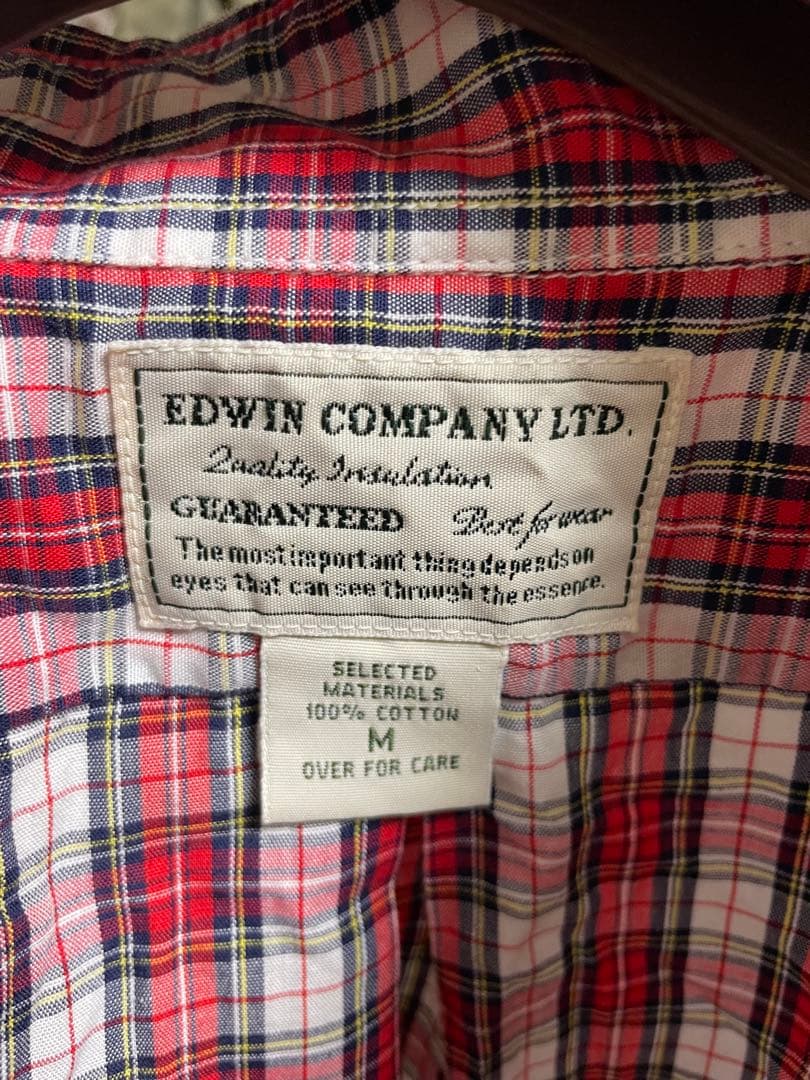 EDWIN COMPANY LTD.
Quality Insulation
GUARANTEED Best for wear
The most important thing depends on
eyes that can see through the essence.
SELECTED
MATERIALS
100% COTTON
M
OVER FOR CARE